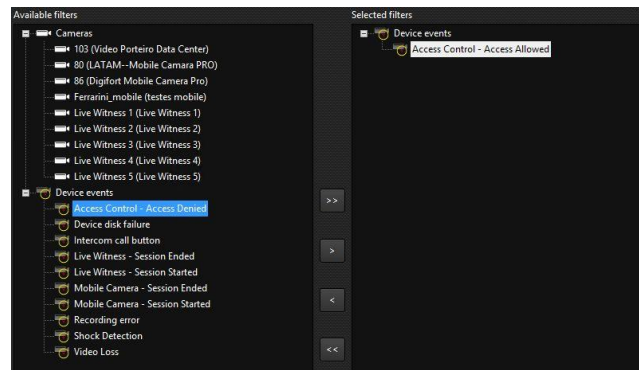 Available filters
Cameras
103 (Video Porteiro Data Center)
80 (LATAM--Mobile Camara PRO)
86 (Digifort Mobile Camera Pro)
Ferrarini_mobile (testes mobile)
Live Witness 1 (Live Witness 1)
Live Witness 2 (Live Witness 2)
Live Witness 3 (Live Witness 3)
Live Witness 4 (Live Witness 4)
Live Witness 5 (Live Witness 5)
Device events
Access Control - Access Denied
Device disk failure
Intercom call button
Live Witness - Session Ended
Live Witness - Session Started
Mobile Camera - Session Ended
Mobile Camera - Session Started
Recording error
Shock Detection
Video Loss
>>
>
<
<<
Selected filters
Device events
Access Control - Access Allowed